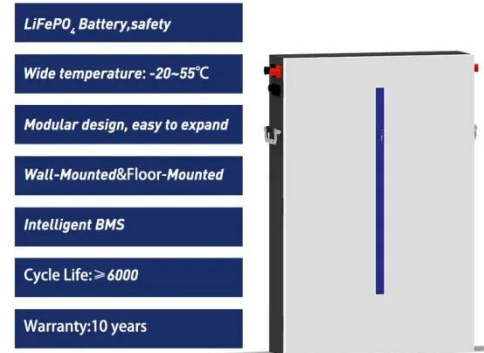 LiFePO₄ Battery,safety
Wide temperature: -20~55℃
Modular design, easy to expand
Wall-Mounted&Floor-Mounted
Intelligent BMS
Cycle Life:≥6000
Warranty:10 years